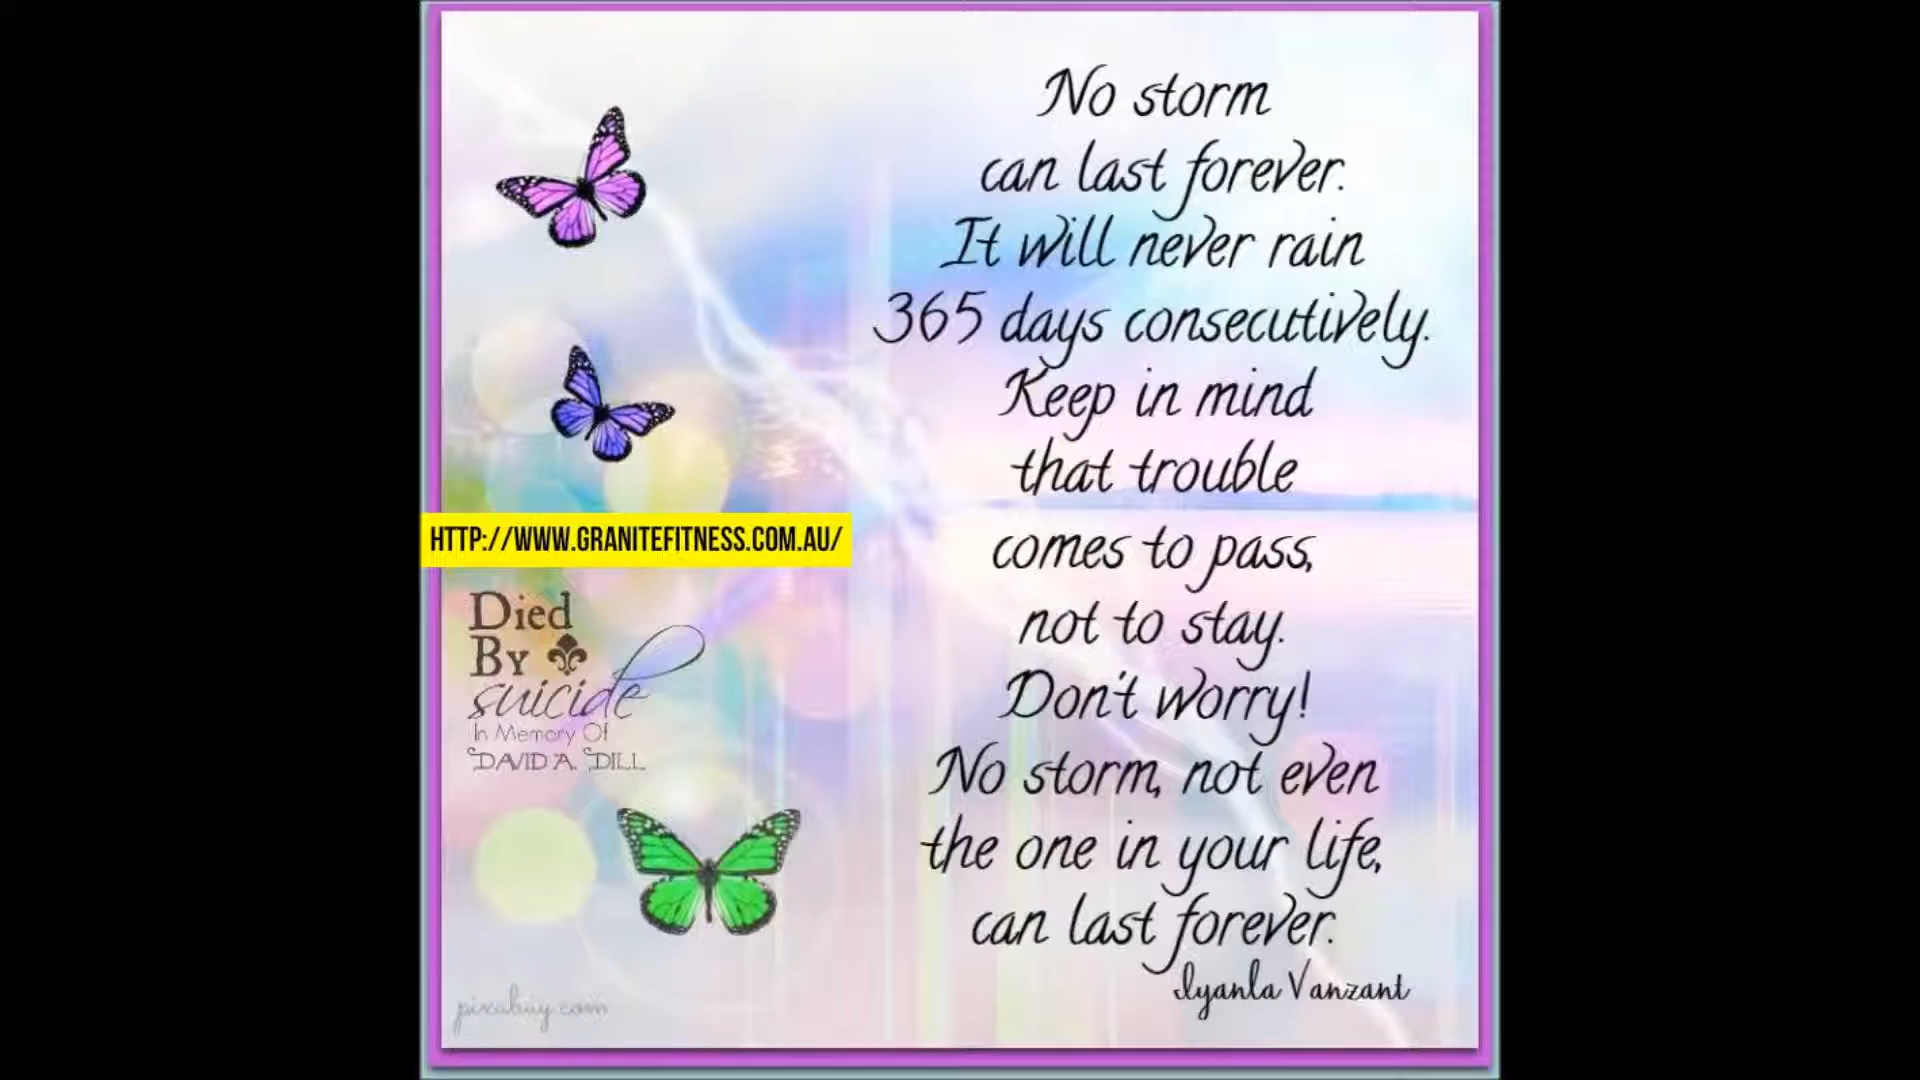 No storm
can last forever.
It will never rain
365 days consecutively.
Keep in mind
that trouble
comes to pass,
not to stay.
Don't worry!
No storm, not even
the one in your life,
can last forever.
Iyanla Vanzant
HTTP://WWW.GRANITEFITNESS.COM.AU/
Died
By
suicide
In Memory Of
DAVID A. DILL
pixabay.com